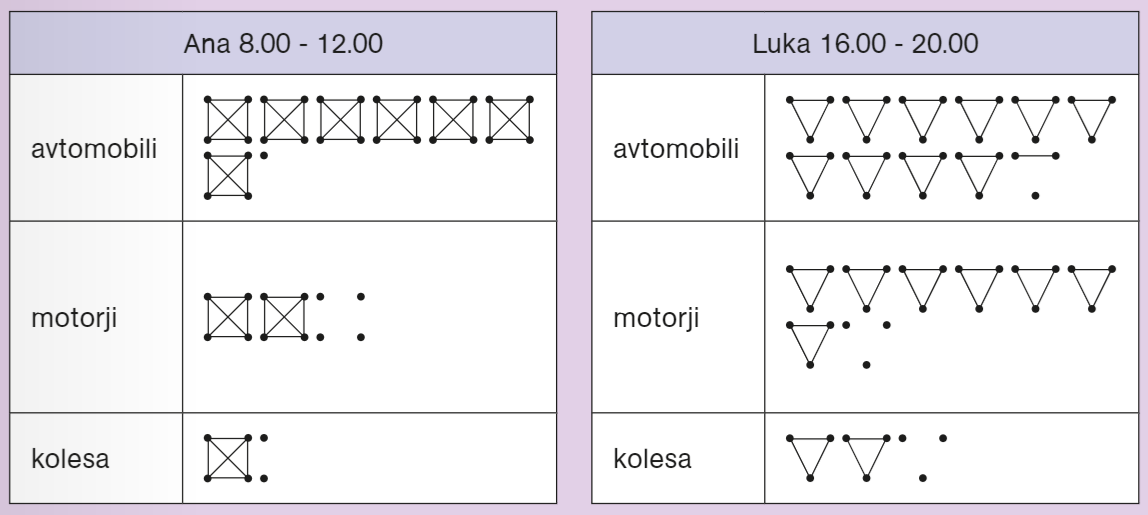 Ana 8.00 - 12.00
avtomobili
motorji
kolesa
Luka 16.00 - 20.00
avtomobili
motorji
kolesa